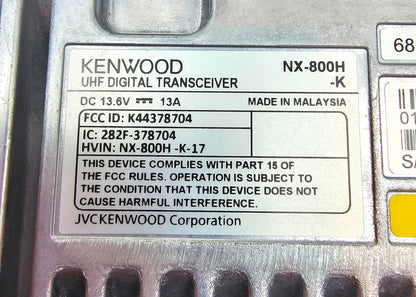 KENWOOD NX-800H
UHF DIGITAL TRANSCEIVER -K
DC 13.6V ⎓ 13A MADE IN MALAYSIA
FCC ID: K44378704
IC: 282F-378704
HVIN: NX-800H -K-17
THIS DEVICE COMPLIES WITH PART 15 OF
THE FCC RULES. OPERATION IS SUBJECT TO
THE CONDITION THAT THIS DEVICE DOES NOT
CAUSE HARMFUL INTERFERENCE.
JVCKENWOOD Corporation
68
01